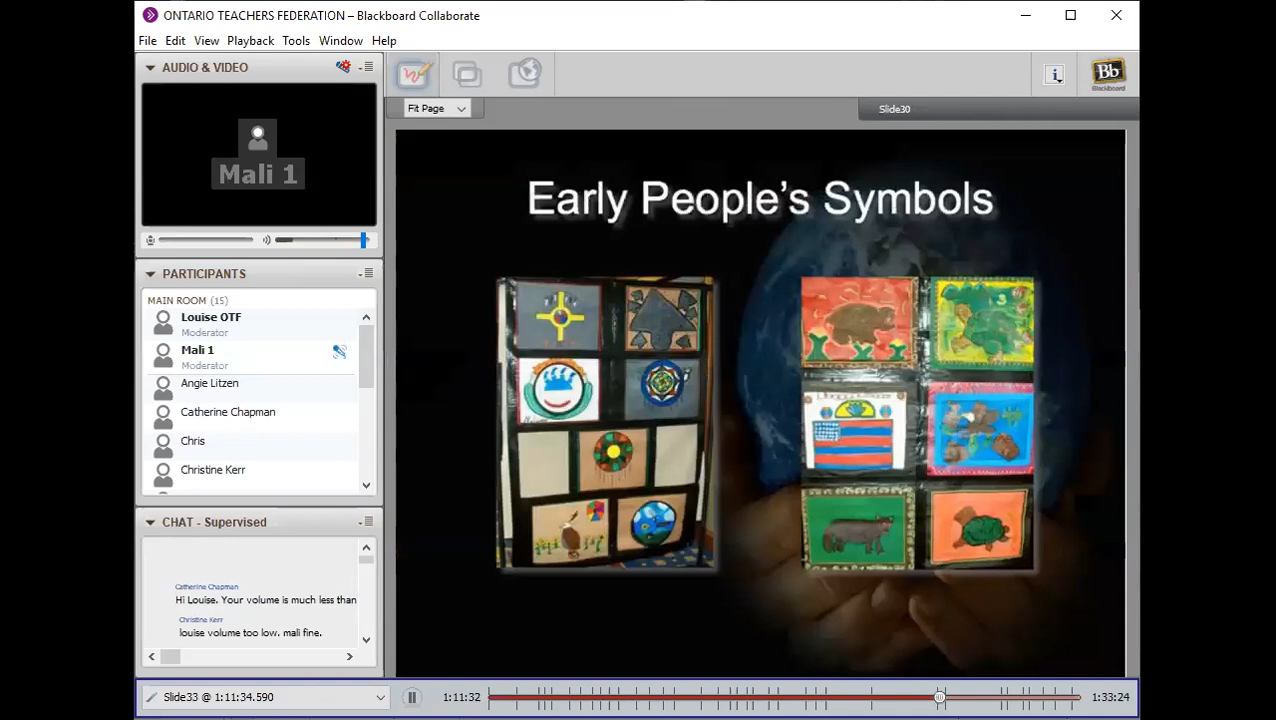 ONTARIO TEACHERS FEDERATION – Blackboard Collaborate
File Edit View Playback Tools Window Help
AUDIO & VIDEO
Mali 1
PARTICIPANTS
MAIN ROOM (15)
Louise OTF
Moderator
Mali 1
Moderator
Angie Litzen
Catherine Chapman
Chris
Christine Kerr
CHAT - Supervised
Catherine Chapman
Hi Louise. Your volume is much less than
Christine Kerr
louise volume too low. mali fine.
Fit Page
Slide30
Bb
Blackboard
Early People's Symbols
Slide33 @ 1:11:34.590
1:11:32
1:33:24